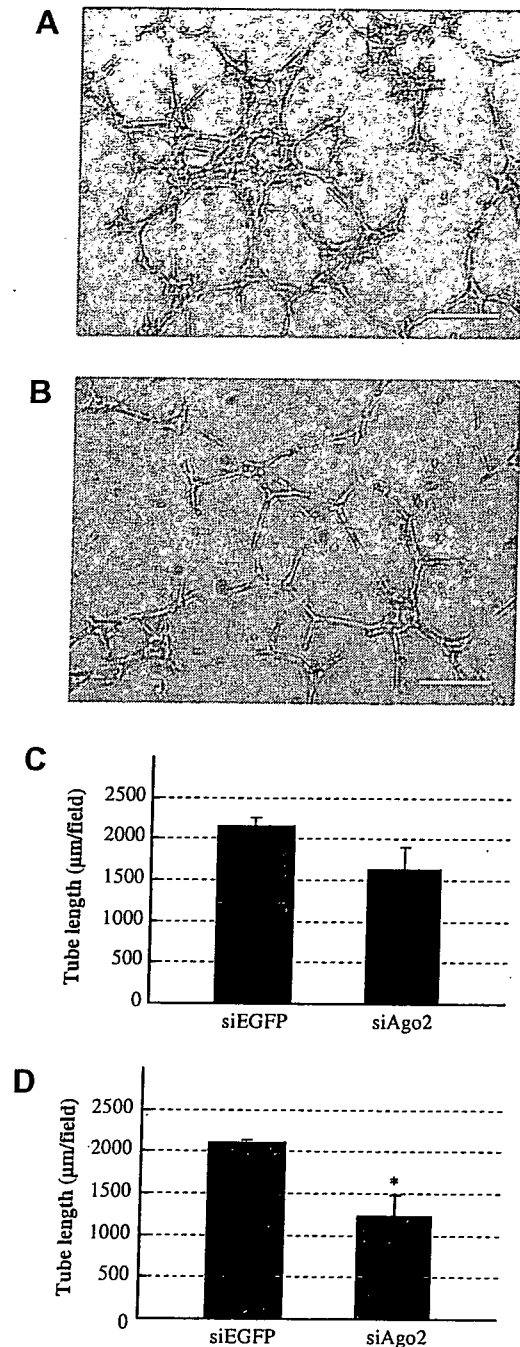 A
B
C
Tube length (µm/field)
2500
2000
1500
1000
500
0
siEGFP
siAgo2
D
Tube length (µm/field)
2500
2000
1500
1000
500
0
*
siEGFP
siAgo2